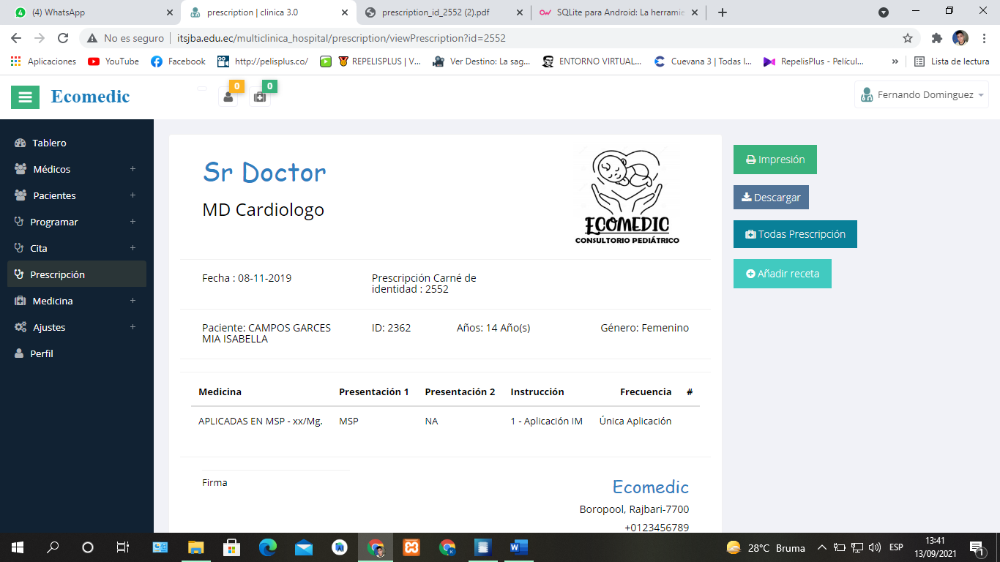 (4) WhatsApp
prescription | clinica 3.0
prescription_id_2552 (2).pdf
SQLite para Android: La herramie
No es seguro | itsjba.edu.ec/multiclinica_hospital/prescription/viewPrescription?id=2552
Aplicaciones
YouTube
Facebook
http://pelisplus.co/
REPELISPLUS | V...
Ver Destino: La sag...
ENTORNO VIRTUAL...
Cuevana 3 | Todas l...
RepelisPlus - Películ...
»
Lista de lectura
Ecomedic
0
0
Fernando Dominguez
Tablero
Médicos +
Pacientes +
Programar +
Cita +
Prescripción
Medicina +
Ajustes +
Perfil
Sr Doctor
MD Cardiologo
ECOMEDIC
CONSULTORIO PEDIÁTRICO
Impresión
Descargar
Todas Prescripción
Añadir receta
Fecha : 08-11-2019
Prescripción Carné de
identidad : 2552
Paciente: CAMPOS GARCES
MIA ISABELLA
ID: 2362
Años: 14 Año(s)
Género: Femenino
Medicina Presentación 1 Presentación 2 Instrucción Frecuencia #
APLICADAS EN MSP - xx/Mg. MSP NA 1 - Aplicación IM Única Aplicación
Firma
Ecomedic
Boropool, Rajbari-7700
+0123456789
28°C Bruma
ESP
13:41
13/09/2021
1